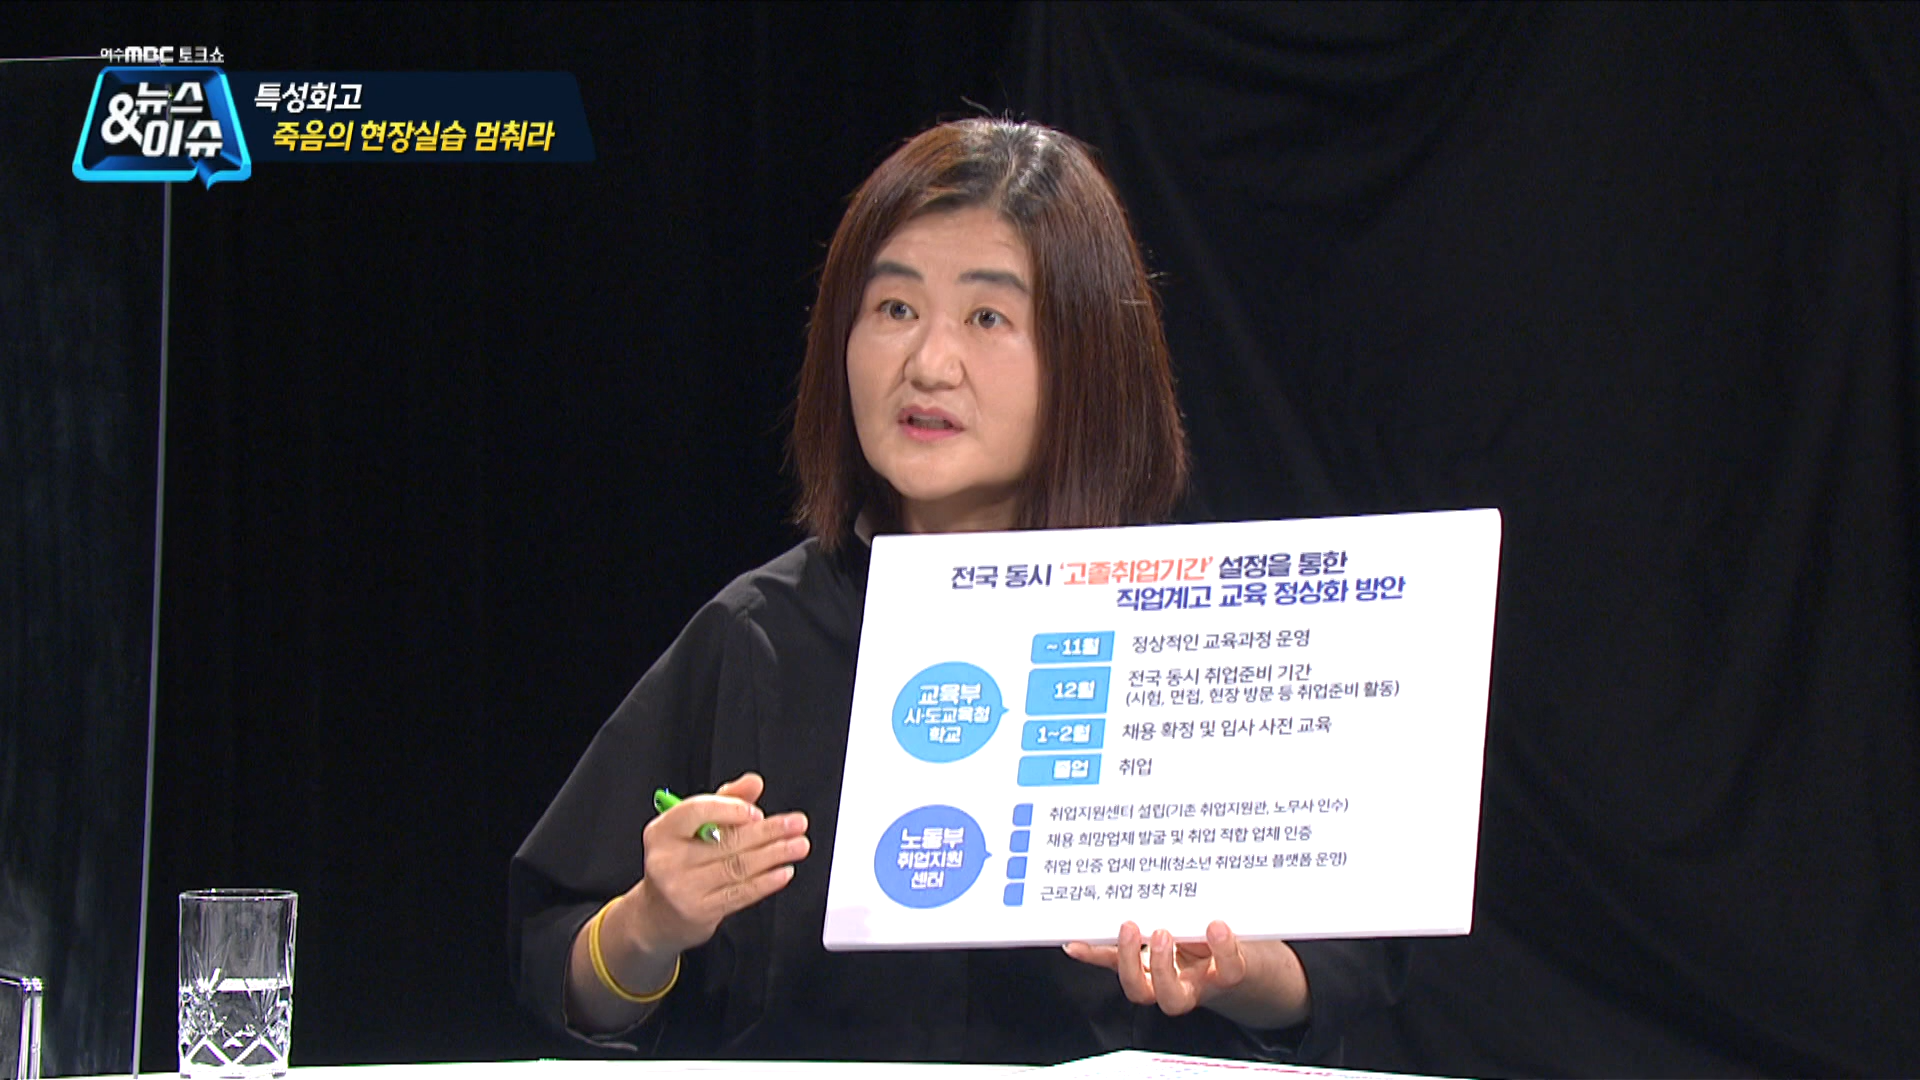 여수MBC 토크쇼
뉴스
&이슈
특성화고
죽음의 현장실습 멈춰라
전국 동시 '고졸취업기간' 설정을 통한
직업계고 교육 정상화 방안
교육부
시·도교육청
학교
~11월 정상적인 교육과정 운영
12월 전국 동시 취업준비 기간
(시험, 면접, 현장 방문 등 취업준비 활동)
1~2월 채용 확정 및 입사 사전 교육
졸업 취업
노동부
취업지원
센터
취업지원센터 설립(기존 취업지원관, 노무사 인수)
채용 희망업체 발굴 및 취업 적합 업체 인증
취업 인증 업체 안내(청소년 취업정보 플랫폼 운영)
근로감독, 취업 정착 지원